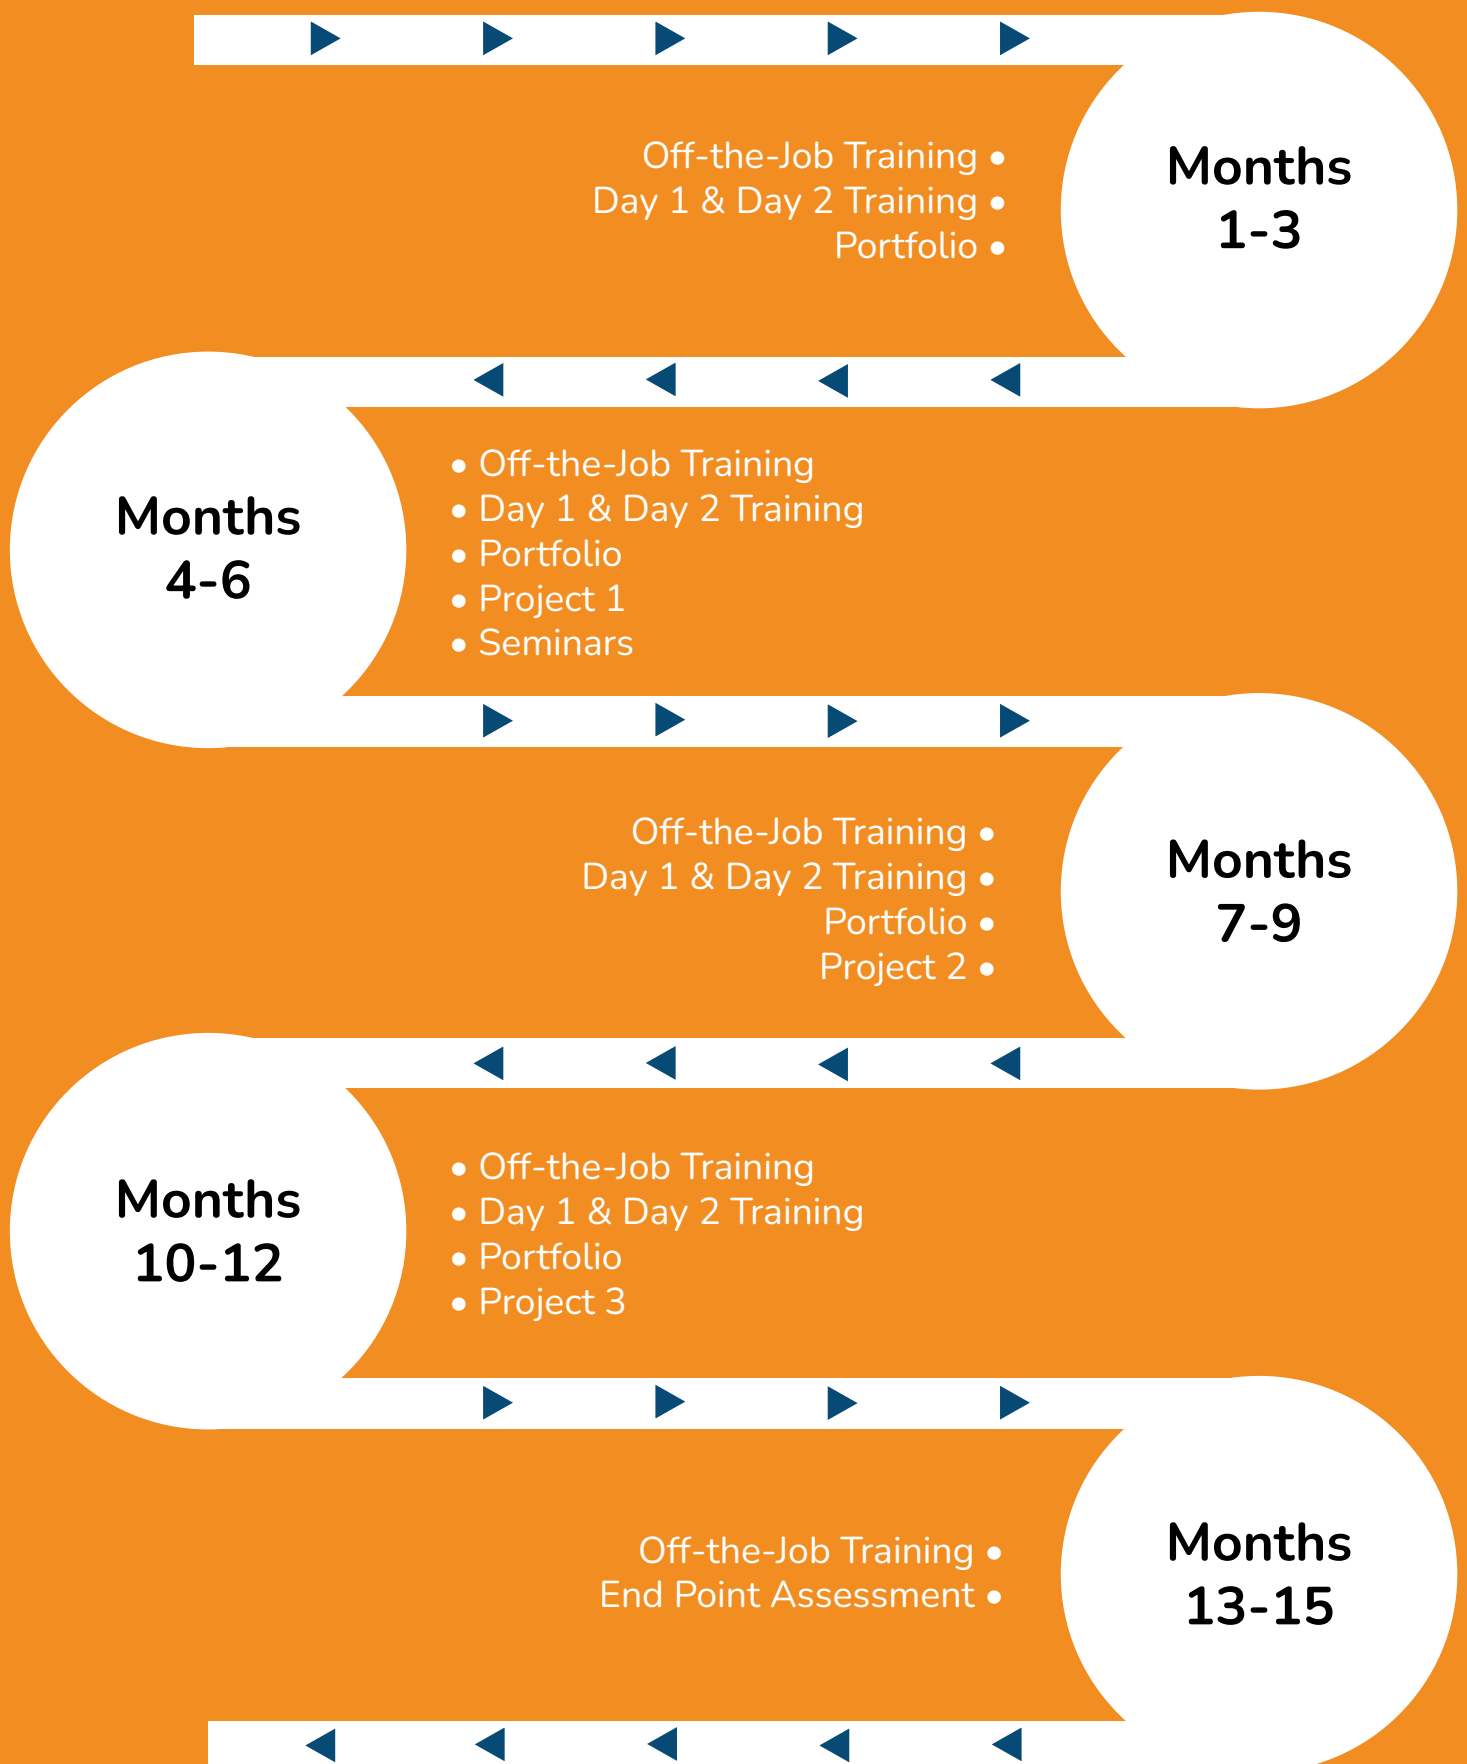 Off-the-Job Training •
Day 1 & Day 2 Training •
Portfolio •
Months
1-3
Months
4-6
• Off-the-Job Training
• Day 1 & Day 2 Training
• Portfolio
• Project 1
• Seminars
Off-the-Job Training •
Day 1 & Day 2 Training •
Portfolio •
Project 2 •
Months
7-9
Months
10-12
• Off-the-Job Training
• Day 1 & Day 2 Training
• Portfolio
• Project 3
Off-the-Job Training •
End Point Assessment •
Months
13-15